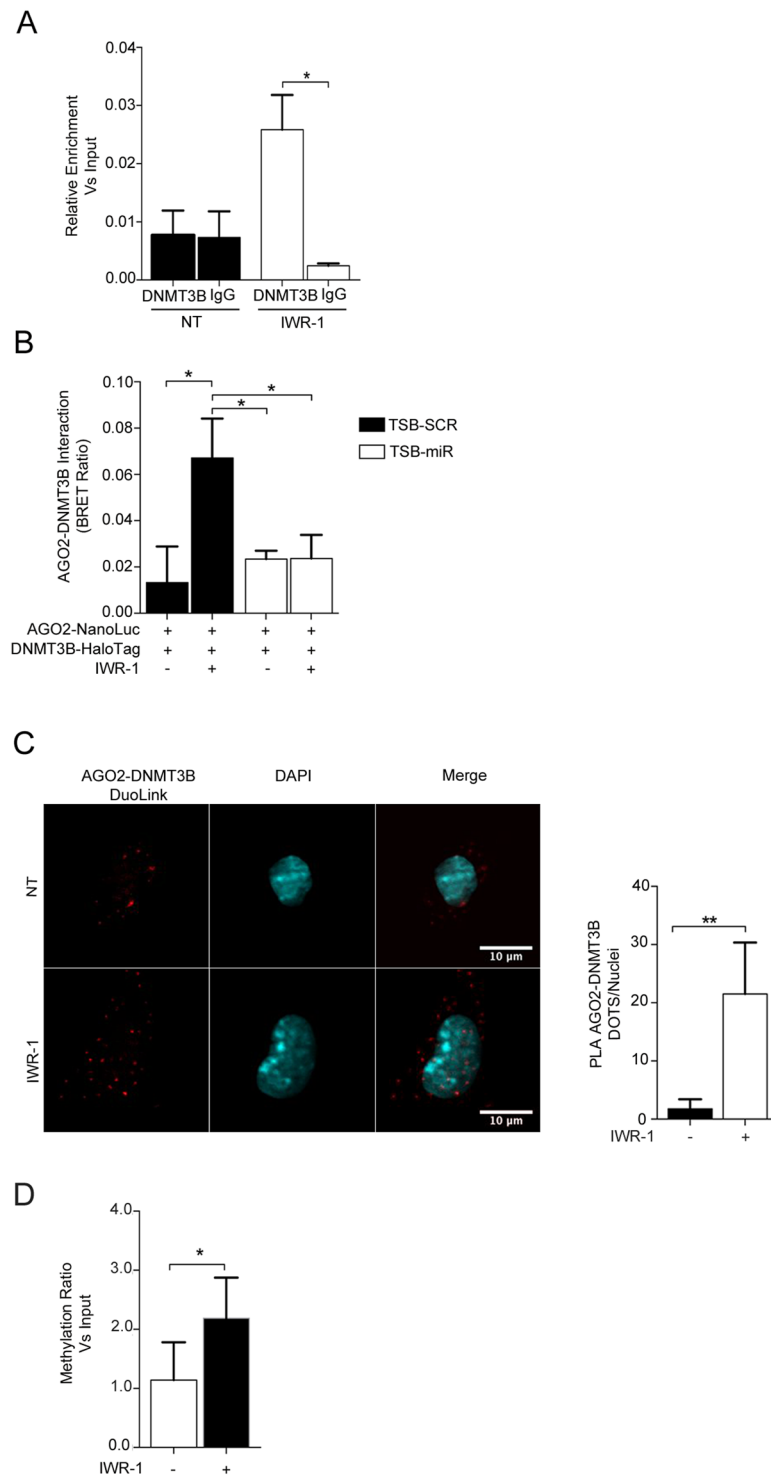 A
0.04
0.03
0.02
0.01
0.00
Relative Enrichment
Vs Input
*
DNMT3B IgG DNMT3B IgG
NT IWR-1
B
0.10
0.08
0.06
0.04
0.02
0.00
AGO2-DNMT3B Interaction
(BRET Ratio)
* * *
TSB-SCR
TSB-miR
AGO2-NanoLuc + + + +
DNMT3B-HaloTag + + + +
IWR-1 - + - +
C
AGO2-DNMT3B
DuoLink
DAPI
Merge
NT
10 µm
IWR-1
10 µm
PLA AGO2-DNMT3B
DOTS/Nuclei
40
30
20
10
0
**
IWR-1 - +
D
4.0
3.0
2.0
1.0
0.0
Methylation Ratio
Vs Input
*
IWR-1 - +